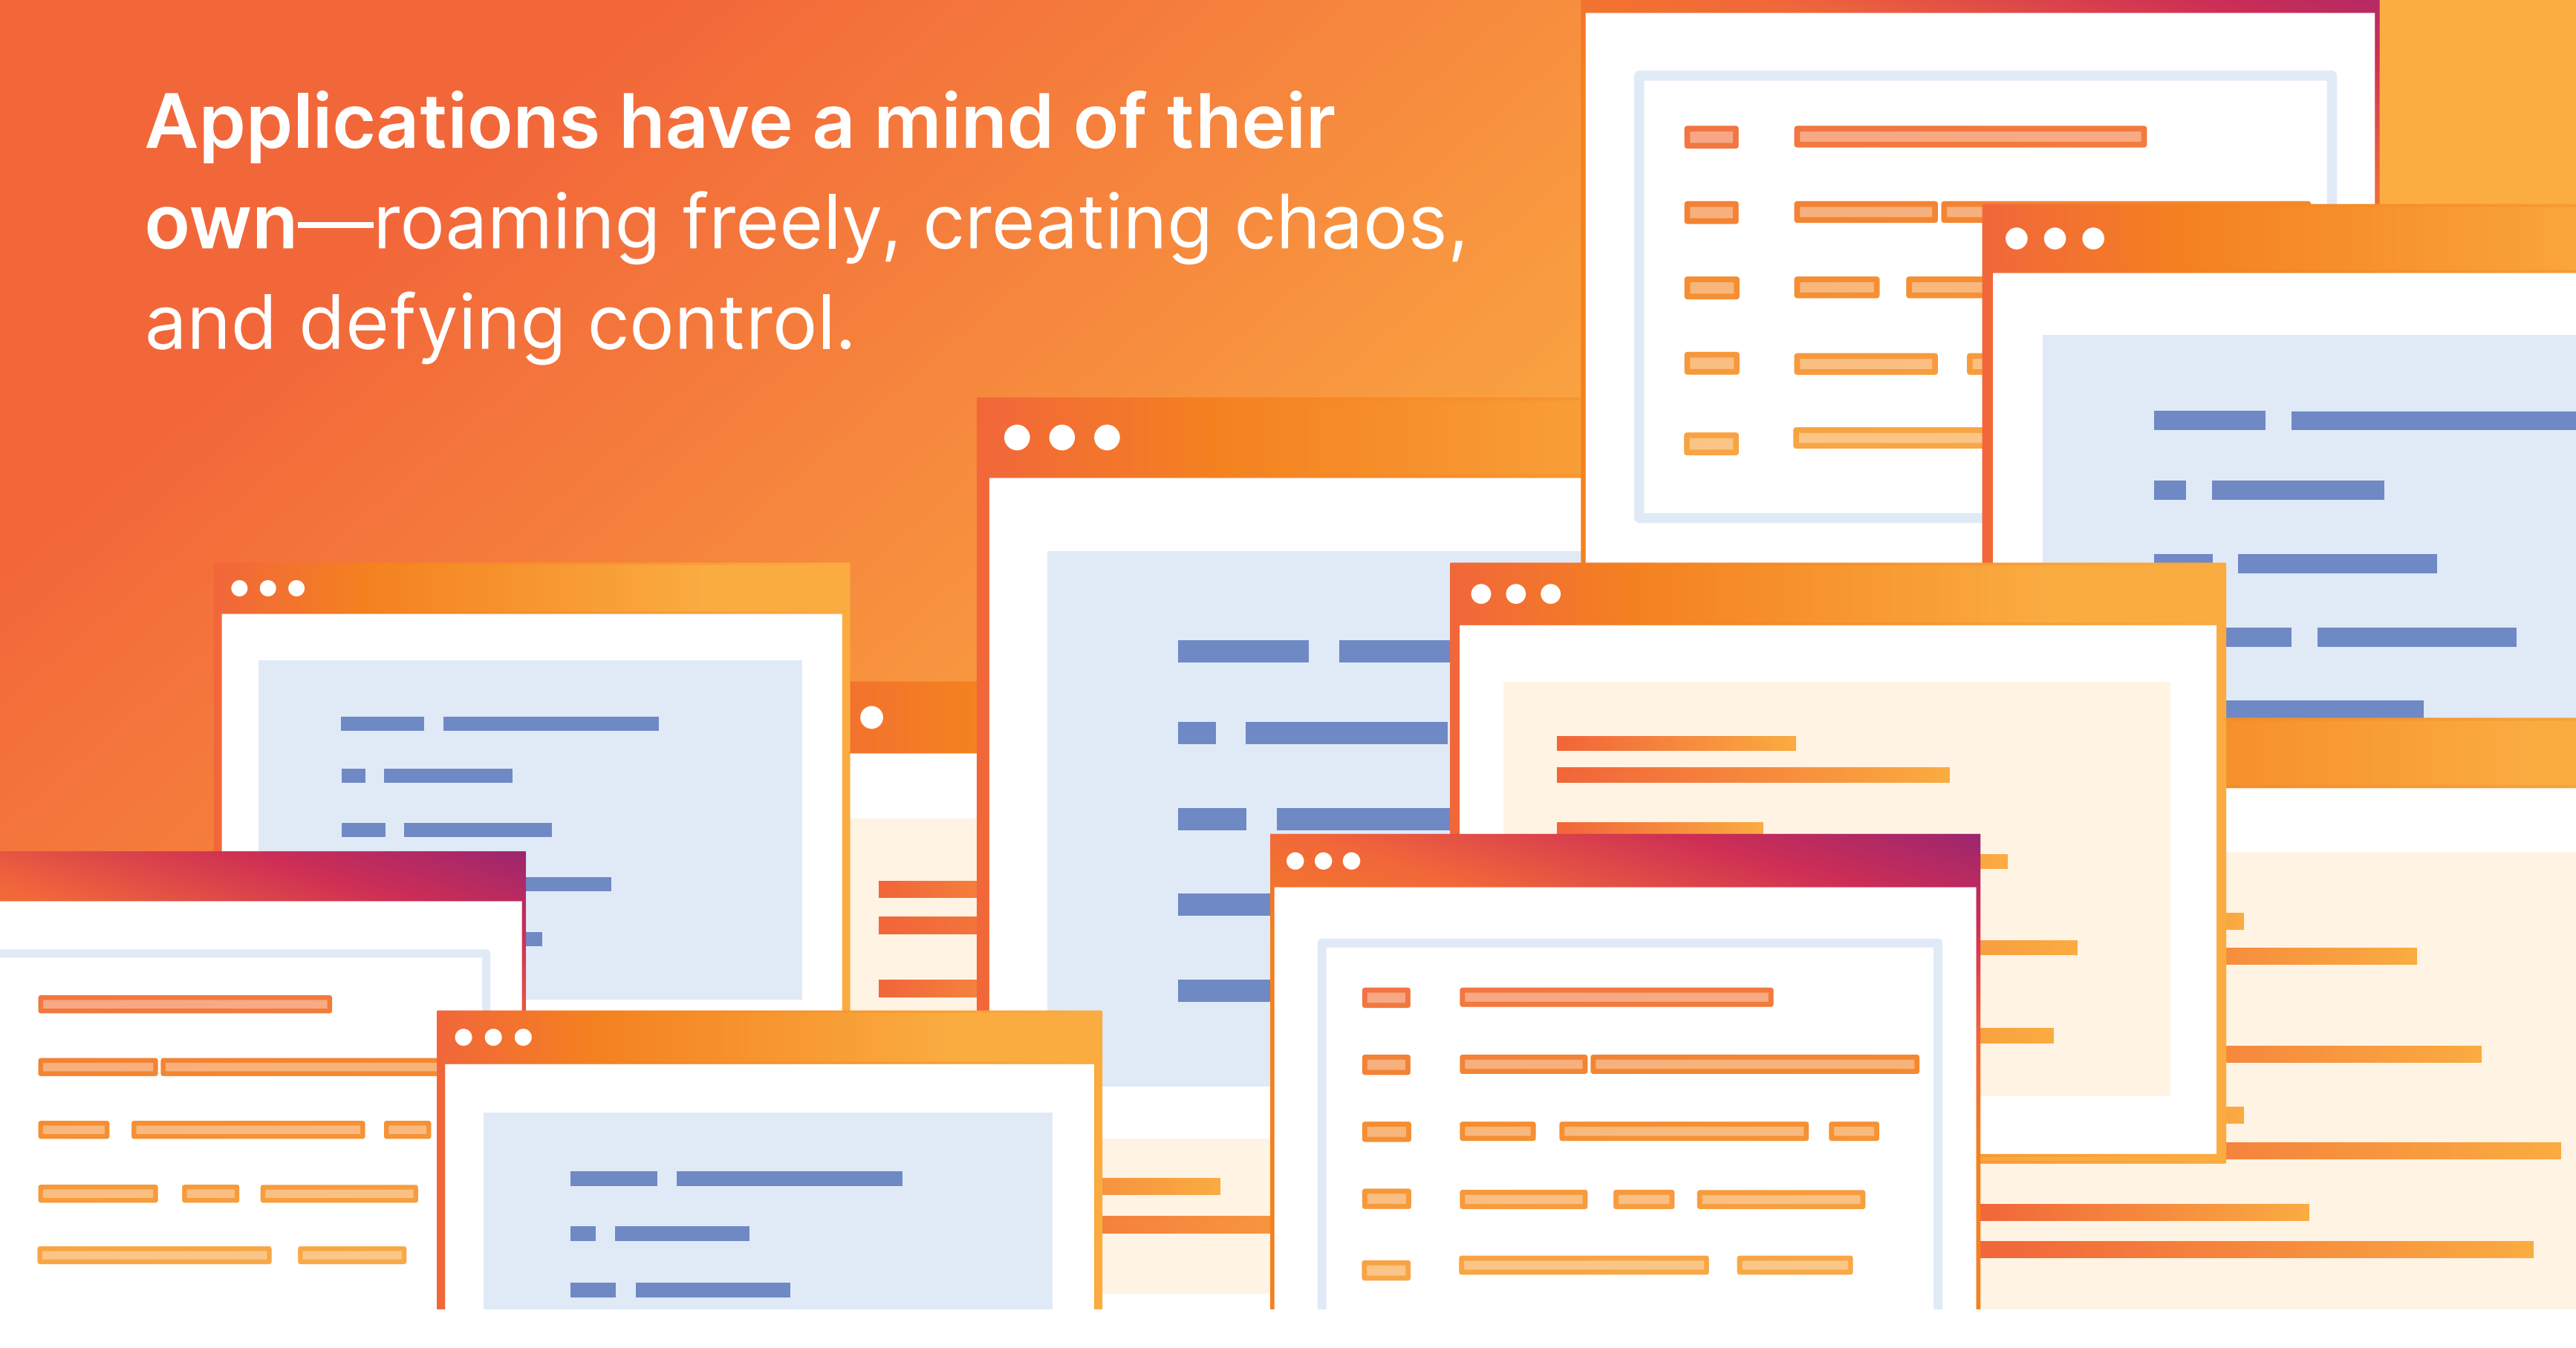 Applications have a mind of their
own—roaming freely, creating chaos,
and defying control.